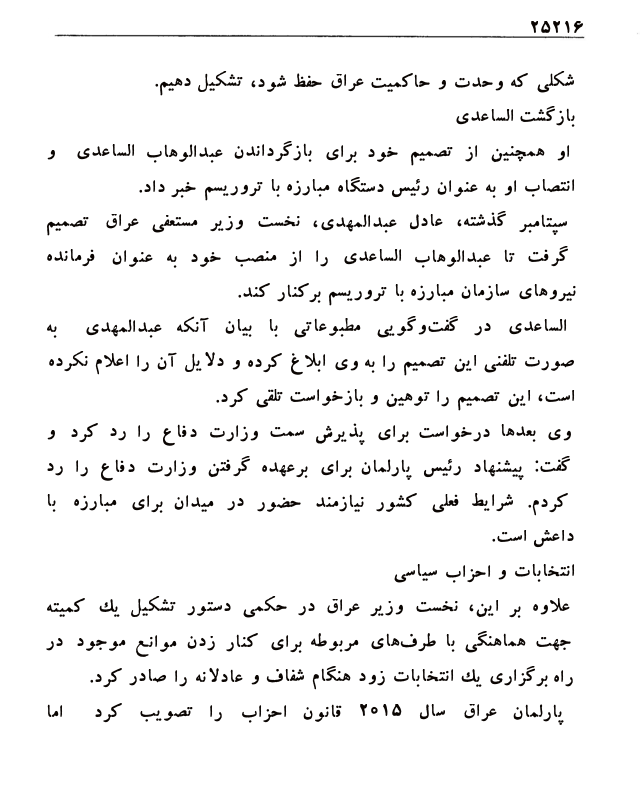 ۲۵۲۱۶
شکلی که وحدت و حاکمیت عراق حفظ شود، تشکیل دهیم.
بازگشت الساعدی
او همچنین از تصمیم خود برای بازگرداندن عبدالوهاب الساعدی و
انتصاب او به عنوان رئیس دستگاه مبارزه با تروریسم خبر داد.
سپتامبر گذشته، عادل عبدالمهدی، نخست وزیر مستعفی عراق تصمیم
گرفت تا عبدالوهاب الساعدی را از منصب خود به عنوان فرمانده
نیروهای سازمان مبارزه با تروریسم برکنار کند.
الساعدی در گفت‌وگویی مطبوعاتی با بیان آنکه عبدالمهدی به
صورت تلفنی این تصمیم را به وی ابلاغ کرده و دلایل آن را اعلام نکرده
است، این تصمیم را توهین و بازخواست تلقی کرد.
وی بعدها درخواست برای پذیرش سمت وزارت دفاع را رد کرد و
گفت: پیشنهاد رئیس پارلمان برای برعهده گرفتن وزارت دفاع را رد
کردم. شرایط فعلی کشور نیازمند حضور در میدان برای مبارزه با
داعش است.
انتخابات و احزاب سیاسی
علاوه بر این، نخست وزیر عراق در حکمی دستور تشکیل یك کمیته
جهت هماهنگی با طرف‌های مربوطه برای کنار زدن موانع موجود در
راه برگزاری یك انتخابات زود هنگام شفاف و عادلانه را صادر کرد.
پارلمان عراق سال ۲۰۱۵ قانون احزاب را تصویب کرد اما